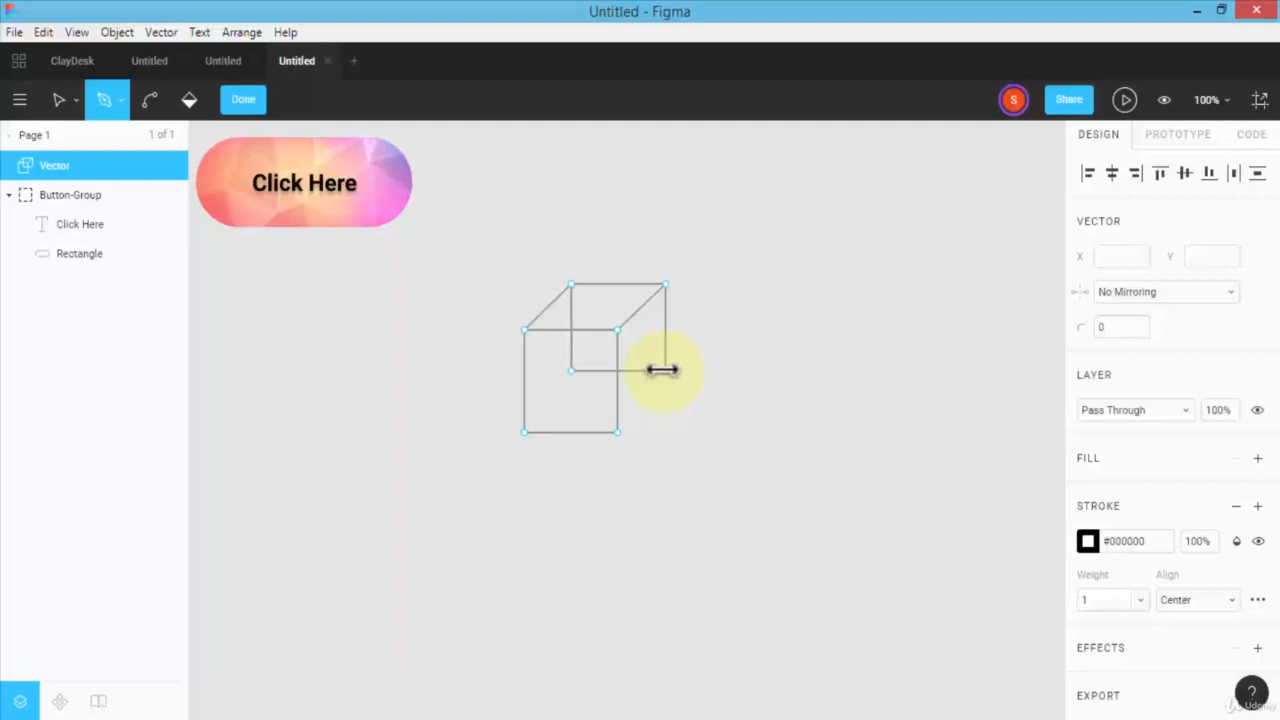 Untitled - Figma
File Edit View Object Vector Text Arrange Help
ClayDesk Untitled Untitled Untitled
Done S Share 100%
Page 1 1 of 1 DESIGN PROTOTYPE CODE
Vector
Button-Group
Click Here
Rectangle
Click Here
VECTOR
X Y
No Mirroring
0
LAYER
Pass Through 100%
FILL
STROKE
#000000 100%
Weight Align
1 Center
EFFECTS
EXPORT
?
Udemy